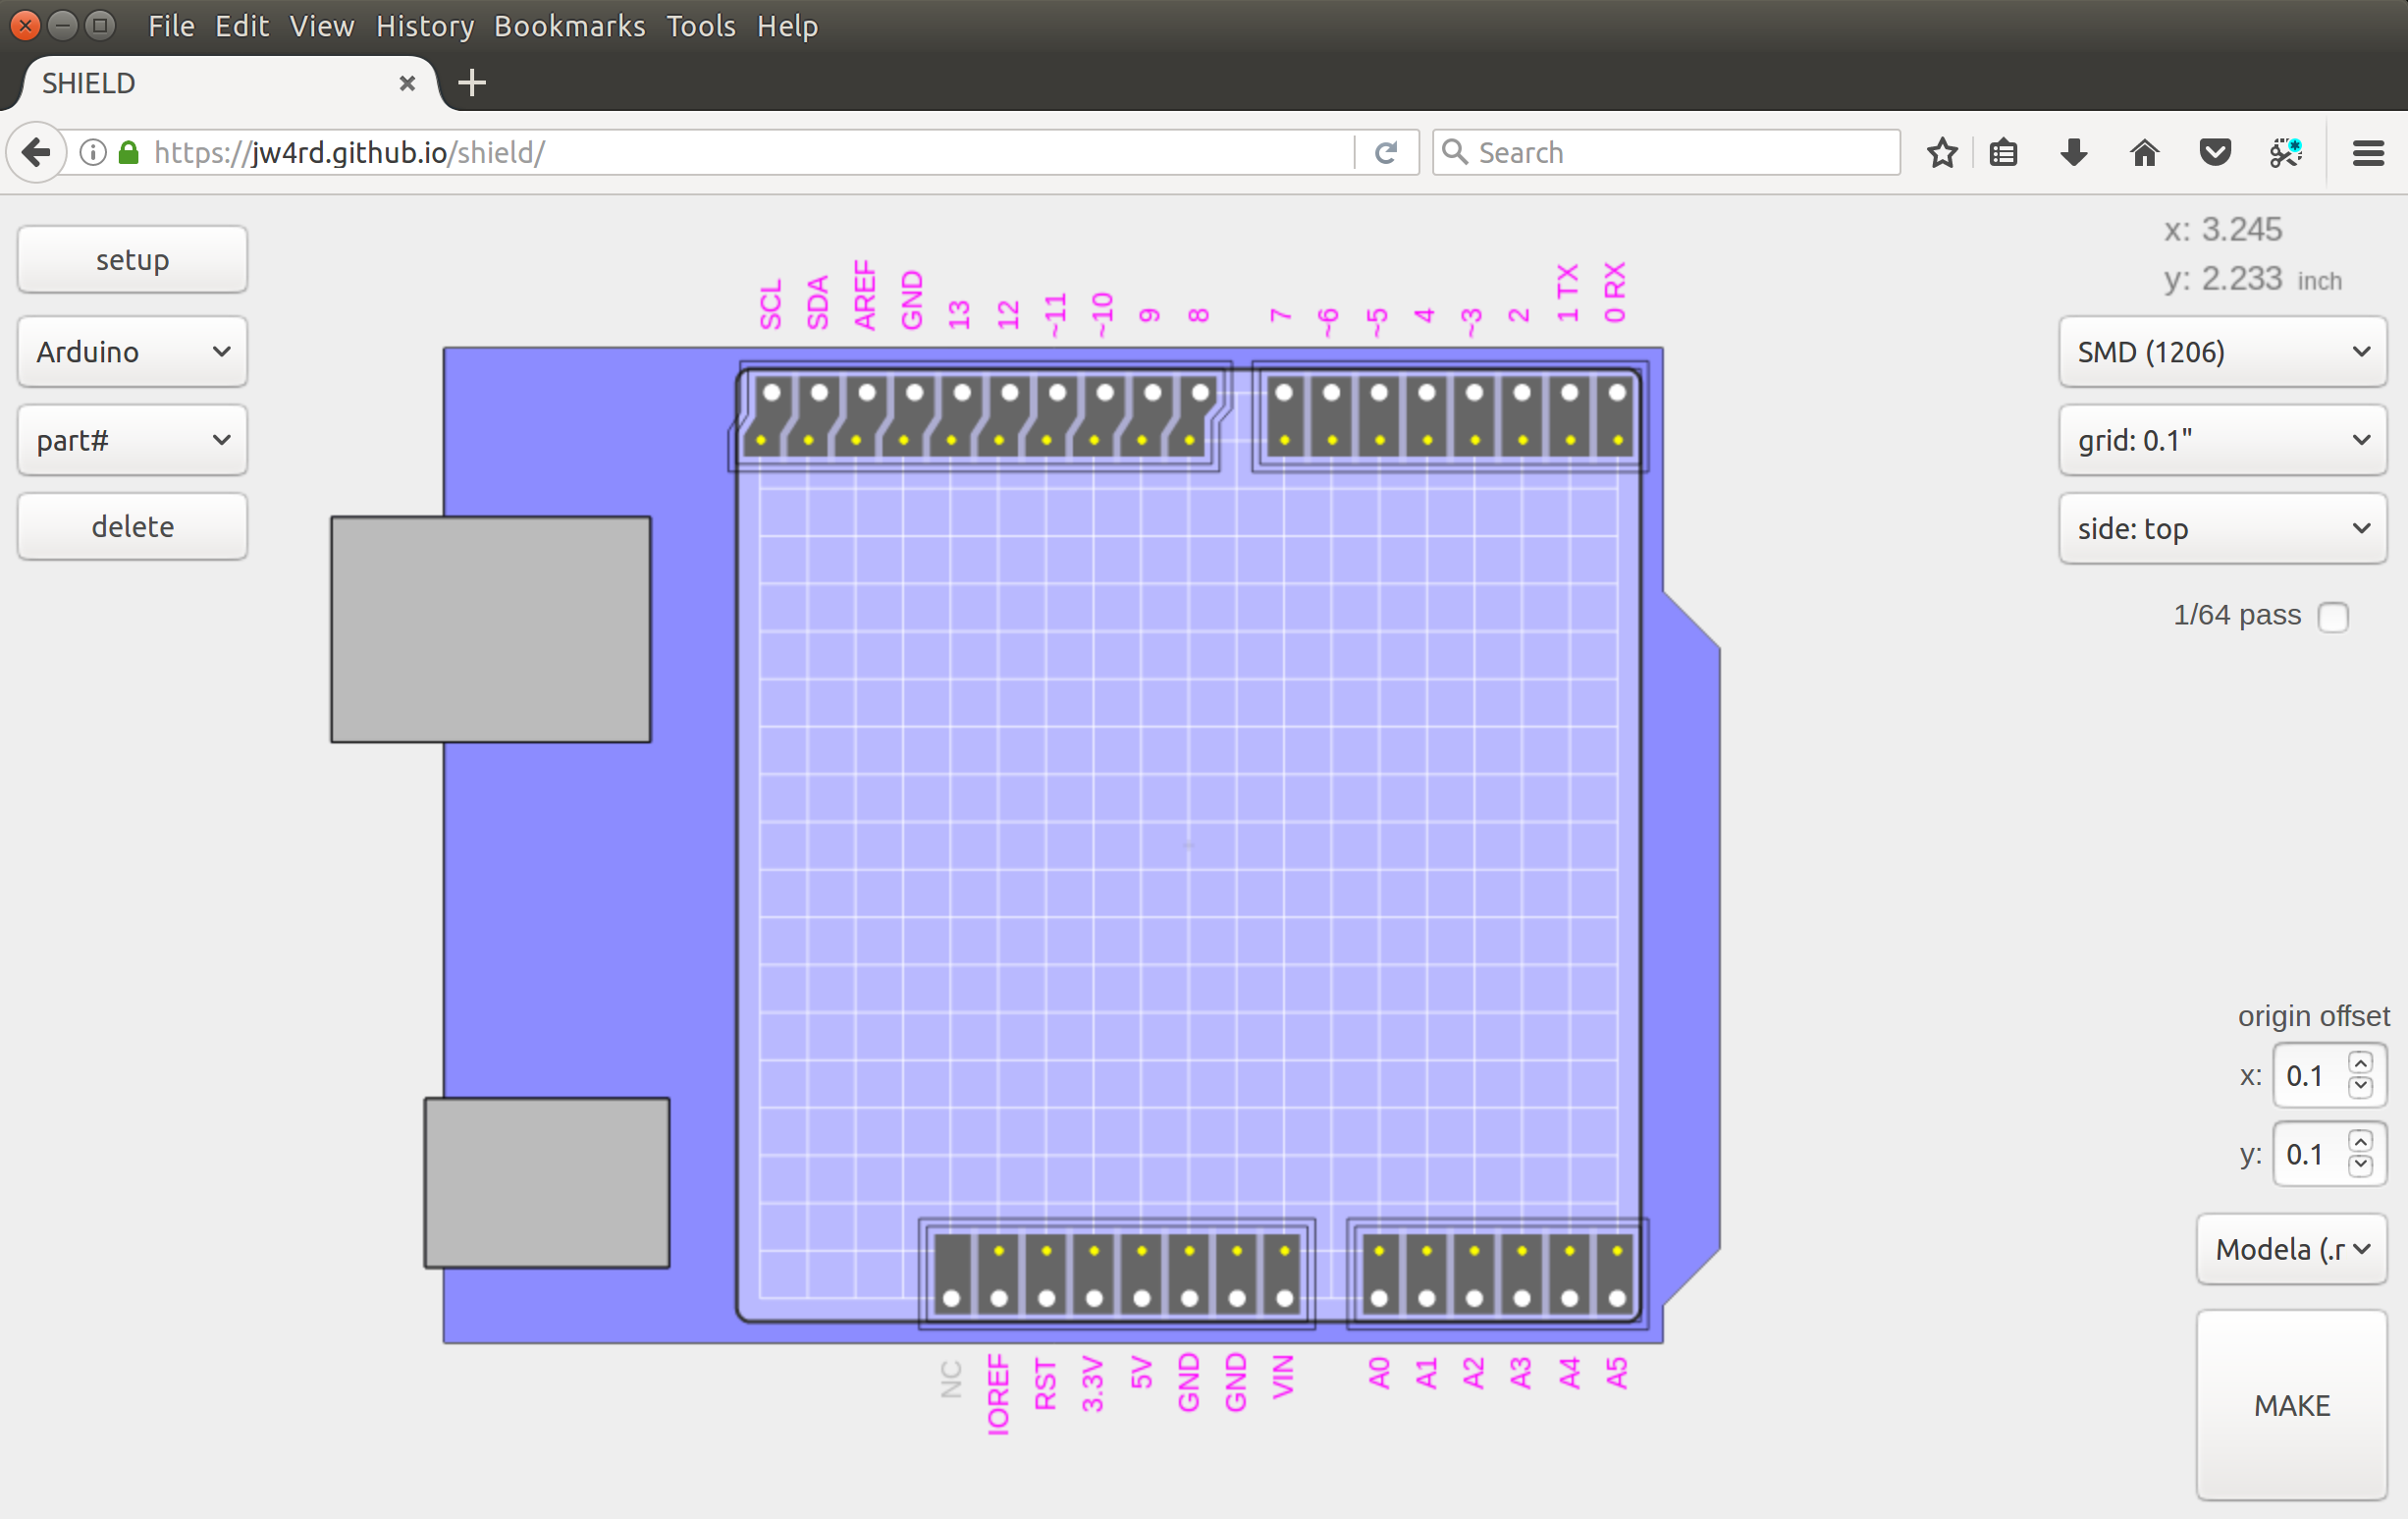 File Edit View History Bookmarks Tools Help
SHIELD
https://jw4rd.github.io/shield/
Search
setup
Arduino
part#
delete
SCL
SDA
AREF
GND
13
12
~11
~10
9
8
7
~6
~5
4
~3
2
1 TX
0 RX
NC
IOREF
RST
3.3V
5V
GND
GND
VIN
A0
A1
A2
A3
A4
A5
x: 3.245
y: 2.233 inch
SMD (1206)
grid: 0.1"
side: top
1/64 pass
origin offset
x: 0.1
y: 0.1
Modela (.r
MAKE